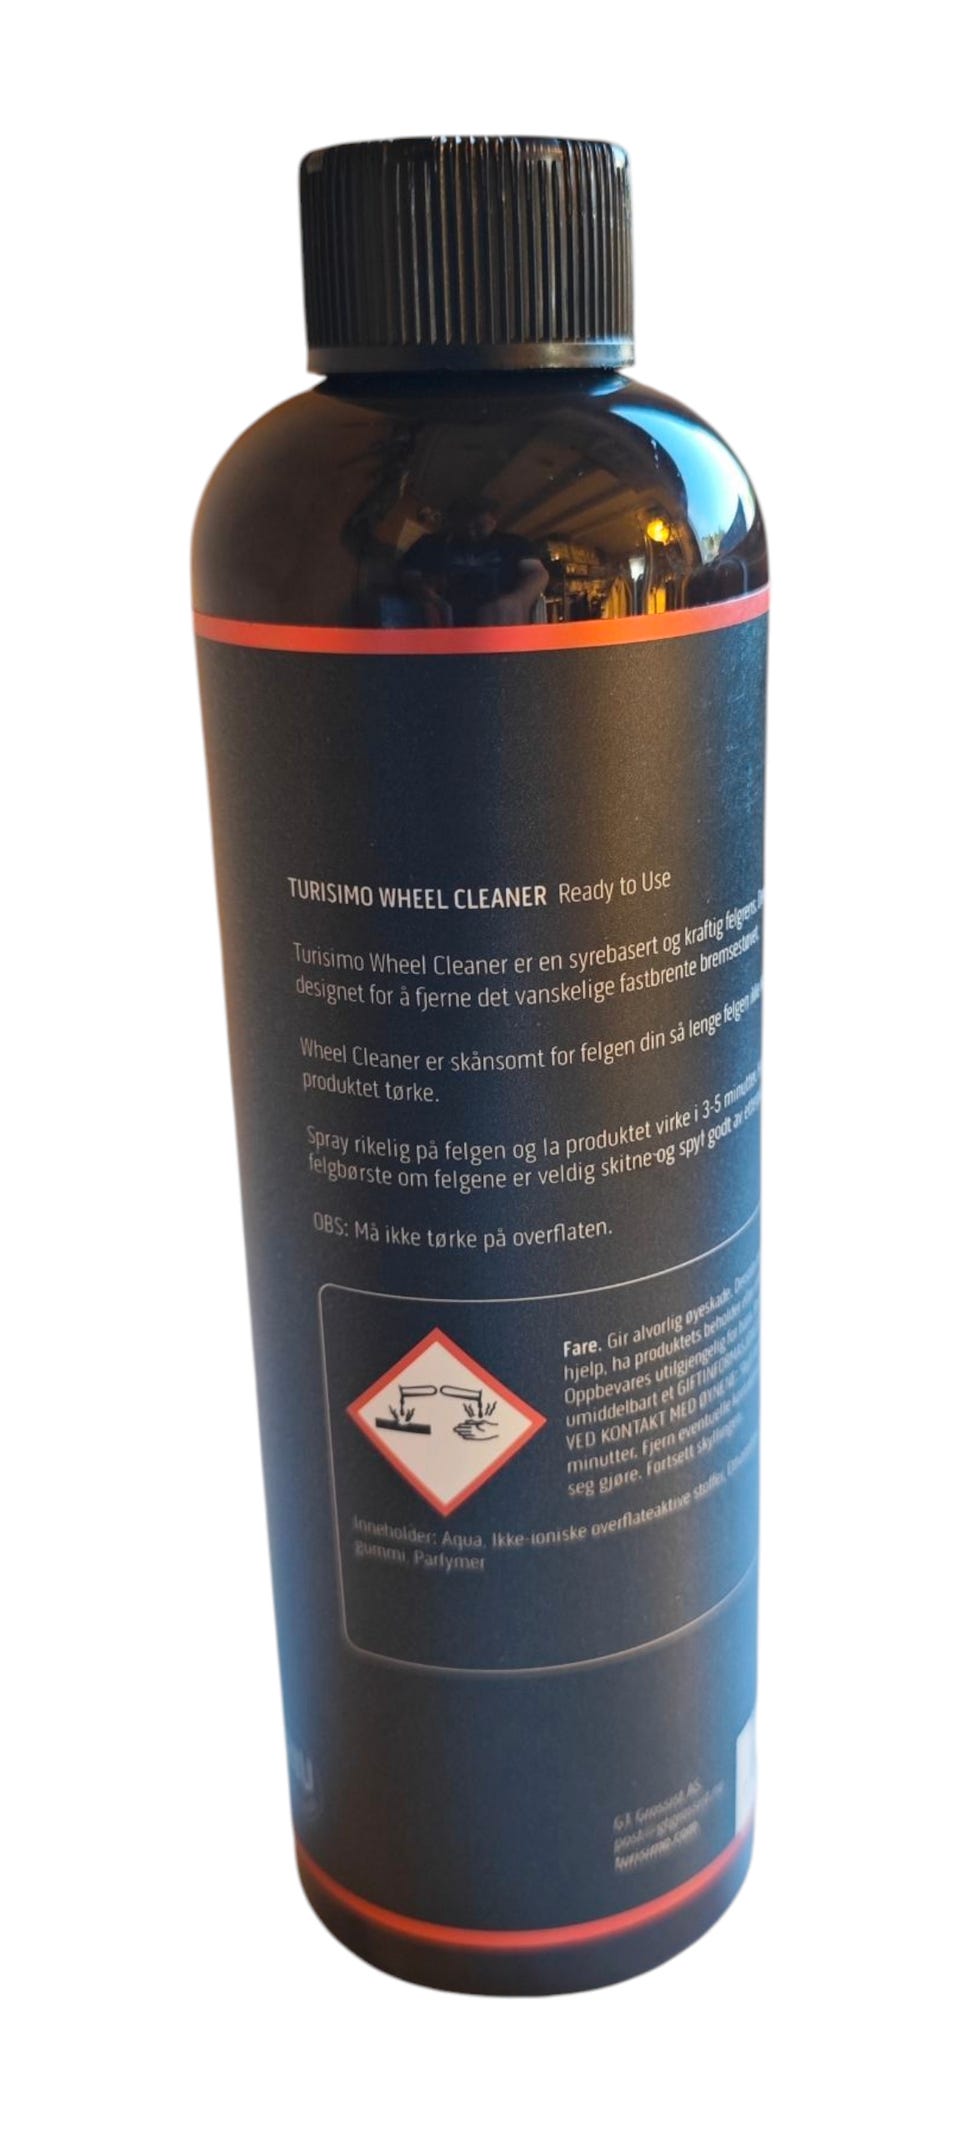 TURISIMO WHEEL CLEANER Ready to Use
Turisimo Wheel Cleaner er en syrebasert og kraftig felgrens.
designet for å fjerne det vanskelige fastbrente bremsestøvet.
Wheel Cleaner er skånsomt for felgen din så lenge felgen
produktet tørke.
Spray rikelig på felgen og la produktet virke i 3-5 minutter,
felgbørste om felgene er veldig skitne og spyl godt av
OBS: Må ikke tørke på overflaten.
Fare. Gir alvorlig øyeskade.
hjelp, ha produktets beholder
Oppbevares utilgjengelig for barn.
umiddelbart et
VED KONTAKT MED ØYNENE:
minutter. Fjern eventuelle
seg gjøre. Fortsett skyllingen.
Inneholder: Aqua, Ikke-ioniske overflateaktive stoffer,
gummi, Parfymer
turisimo.com